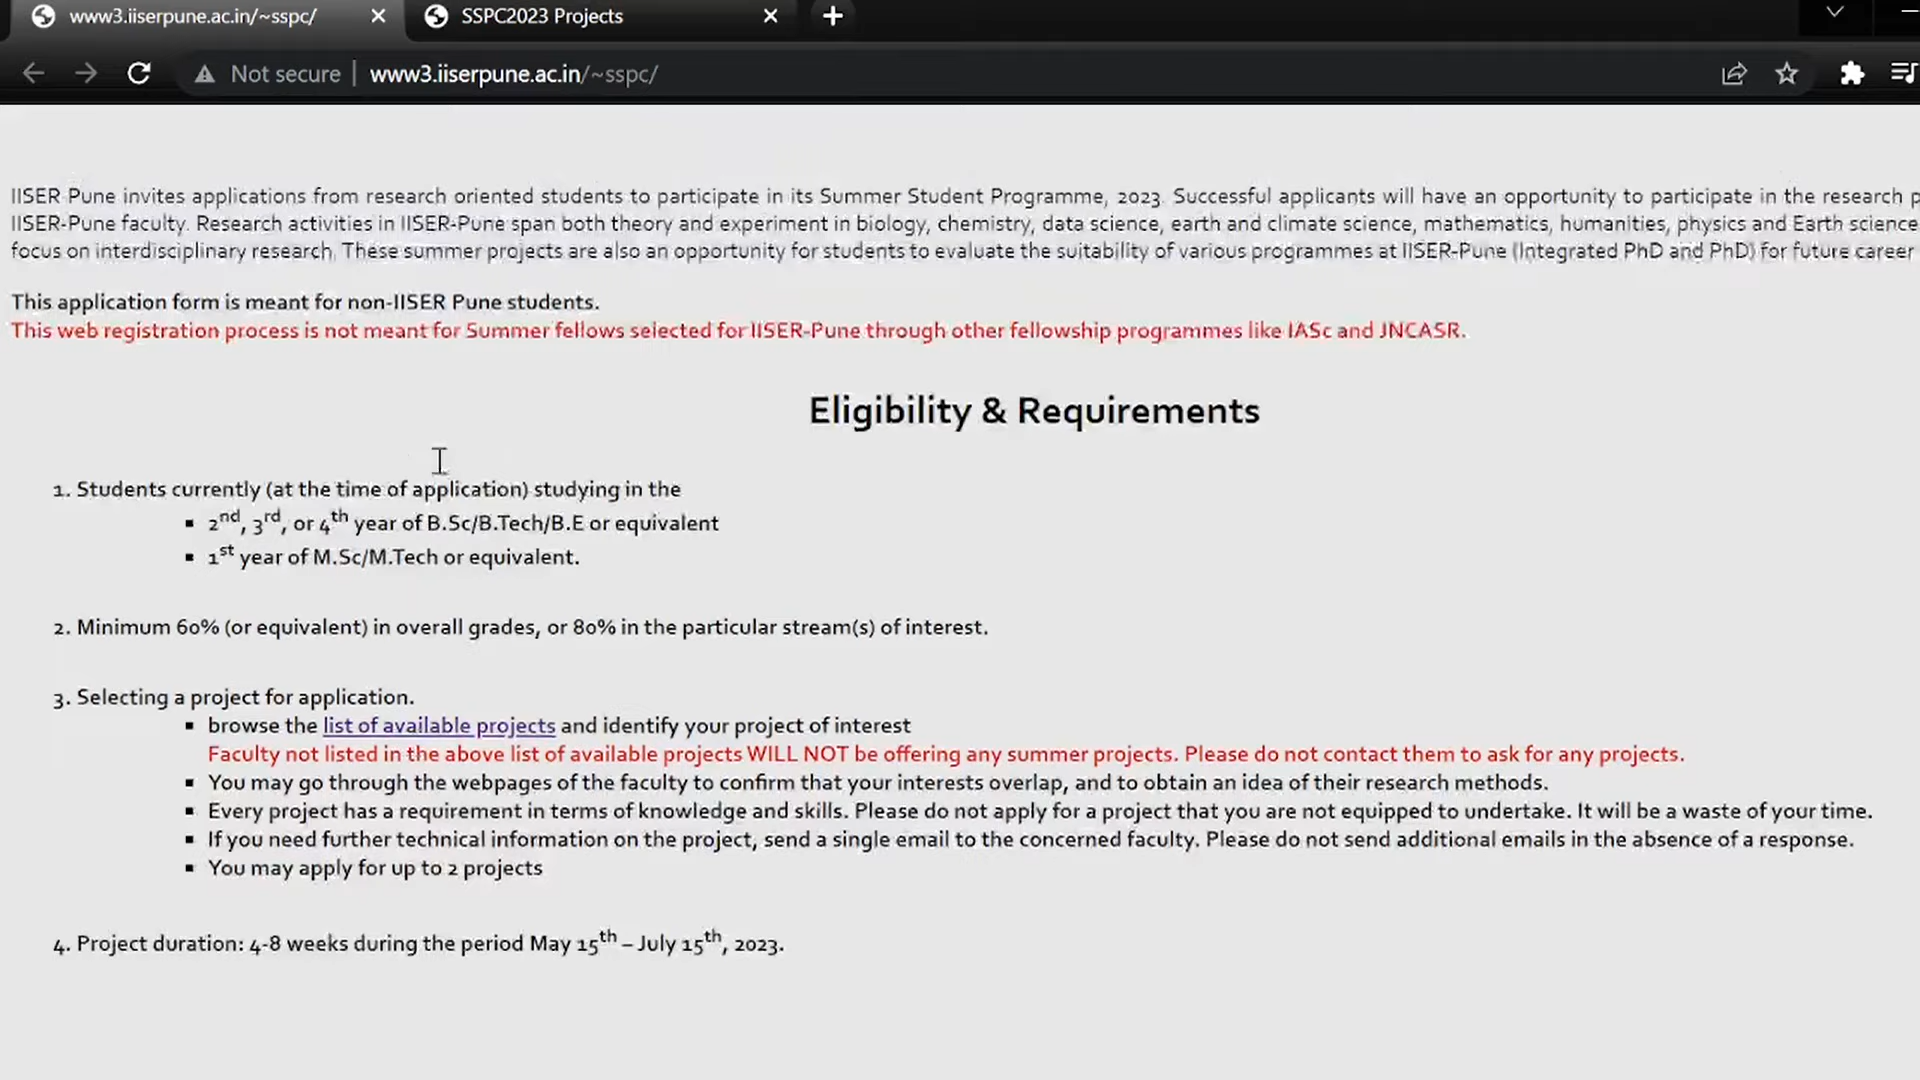 www3.iiserpune.ac.in/~sspc/
SSPC2023 Projects
Not secure
www3.iiserpune.ac.in/~sspc/
IISER Pune invites applications from research oriented students to participate in its Summer Student Programme, 2023. Successful applicants will have an opportunity to participate in the research
IISER-Pune faculty. Research activities in IISER-Pune span both theory and experiment in biology, chemistry, data science, earth and climate science, mathematics, humanities, physics and Earth science
focus on interdisciplinary research. These summer projects are also an opportunity for students to evaluate the suitability of various programmes at IISER-Pune (Integrated PhD and PhD) for future career
This application form is meant for non-IISER Pune students.
This web registration process is not meant for Summer fellows selected for IISER-Pune through other fellowship programmes like IASc and JNCASR.
Eligibility & Requirements
1. Students currently (at the time of application) studying in the
▪ 2nd, 3rd, or 4th year of B.Sc/B.Tech/B.E or equivalent
▪ 1st year of M.Sc/M.Tech or equivalent.
2. Minimum 60% (or equivalent) in overall grades, or 80% in the particular stream(s) of interest.
3. Selecting a project for application.
▪ browse the list of available projects and identify your project of interest
Faculty not listed in the above list of available projects WILL NOT be offering any summer projects. Please do not contact them to ask for any projects.
▪ You may go through the webpages of the faculty to confirm that your interests overlap, and to obtain an idea of their research methods.
▪ Every project has a requirement in terms of knowledge and skills. Please do not apply for a project that you are not equipped to undertake. It will be a waste of your time.
▪ If you need further technical information on the project, send a single email to the concerned faculty. Please do not send additional emails in the absence of a response.
▪ You may apply for up to 2 projects
4. Project duration: 4-8 weeks during the period May 15th – July 15th, 2023.